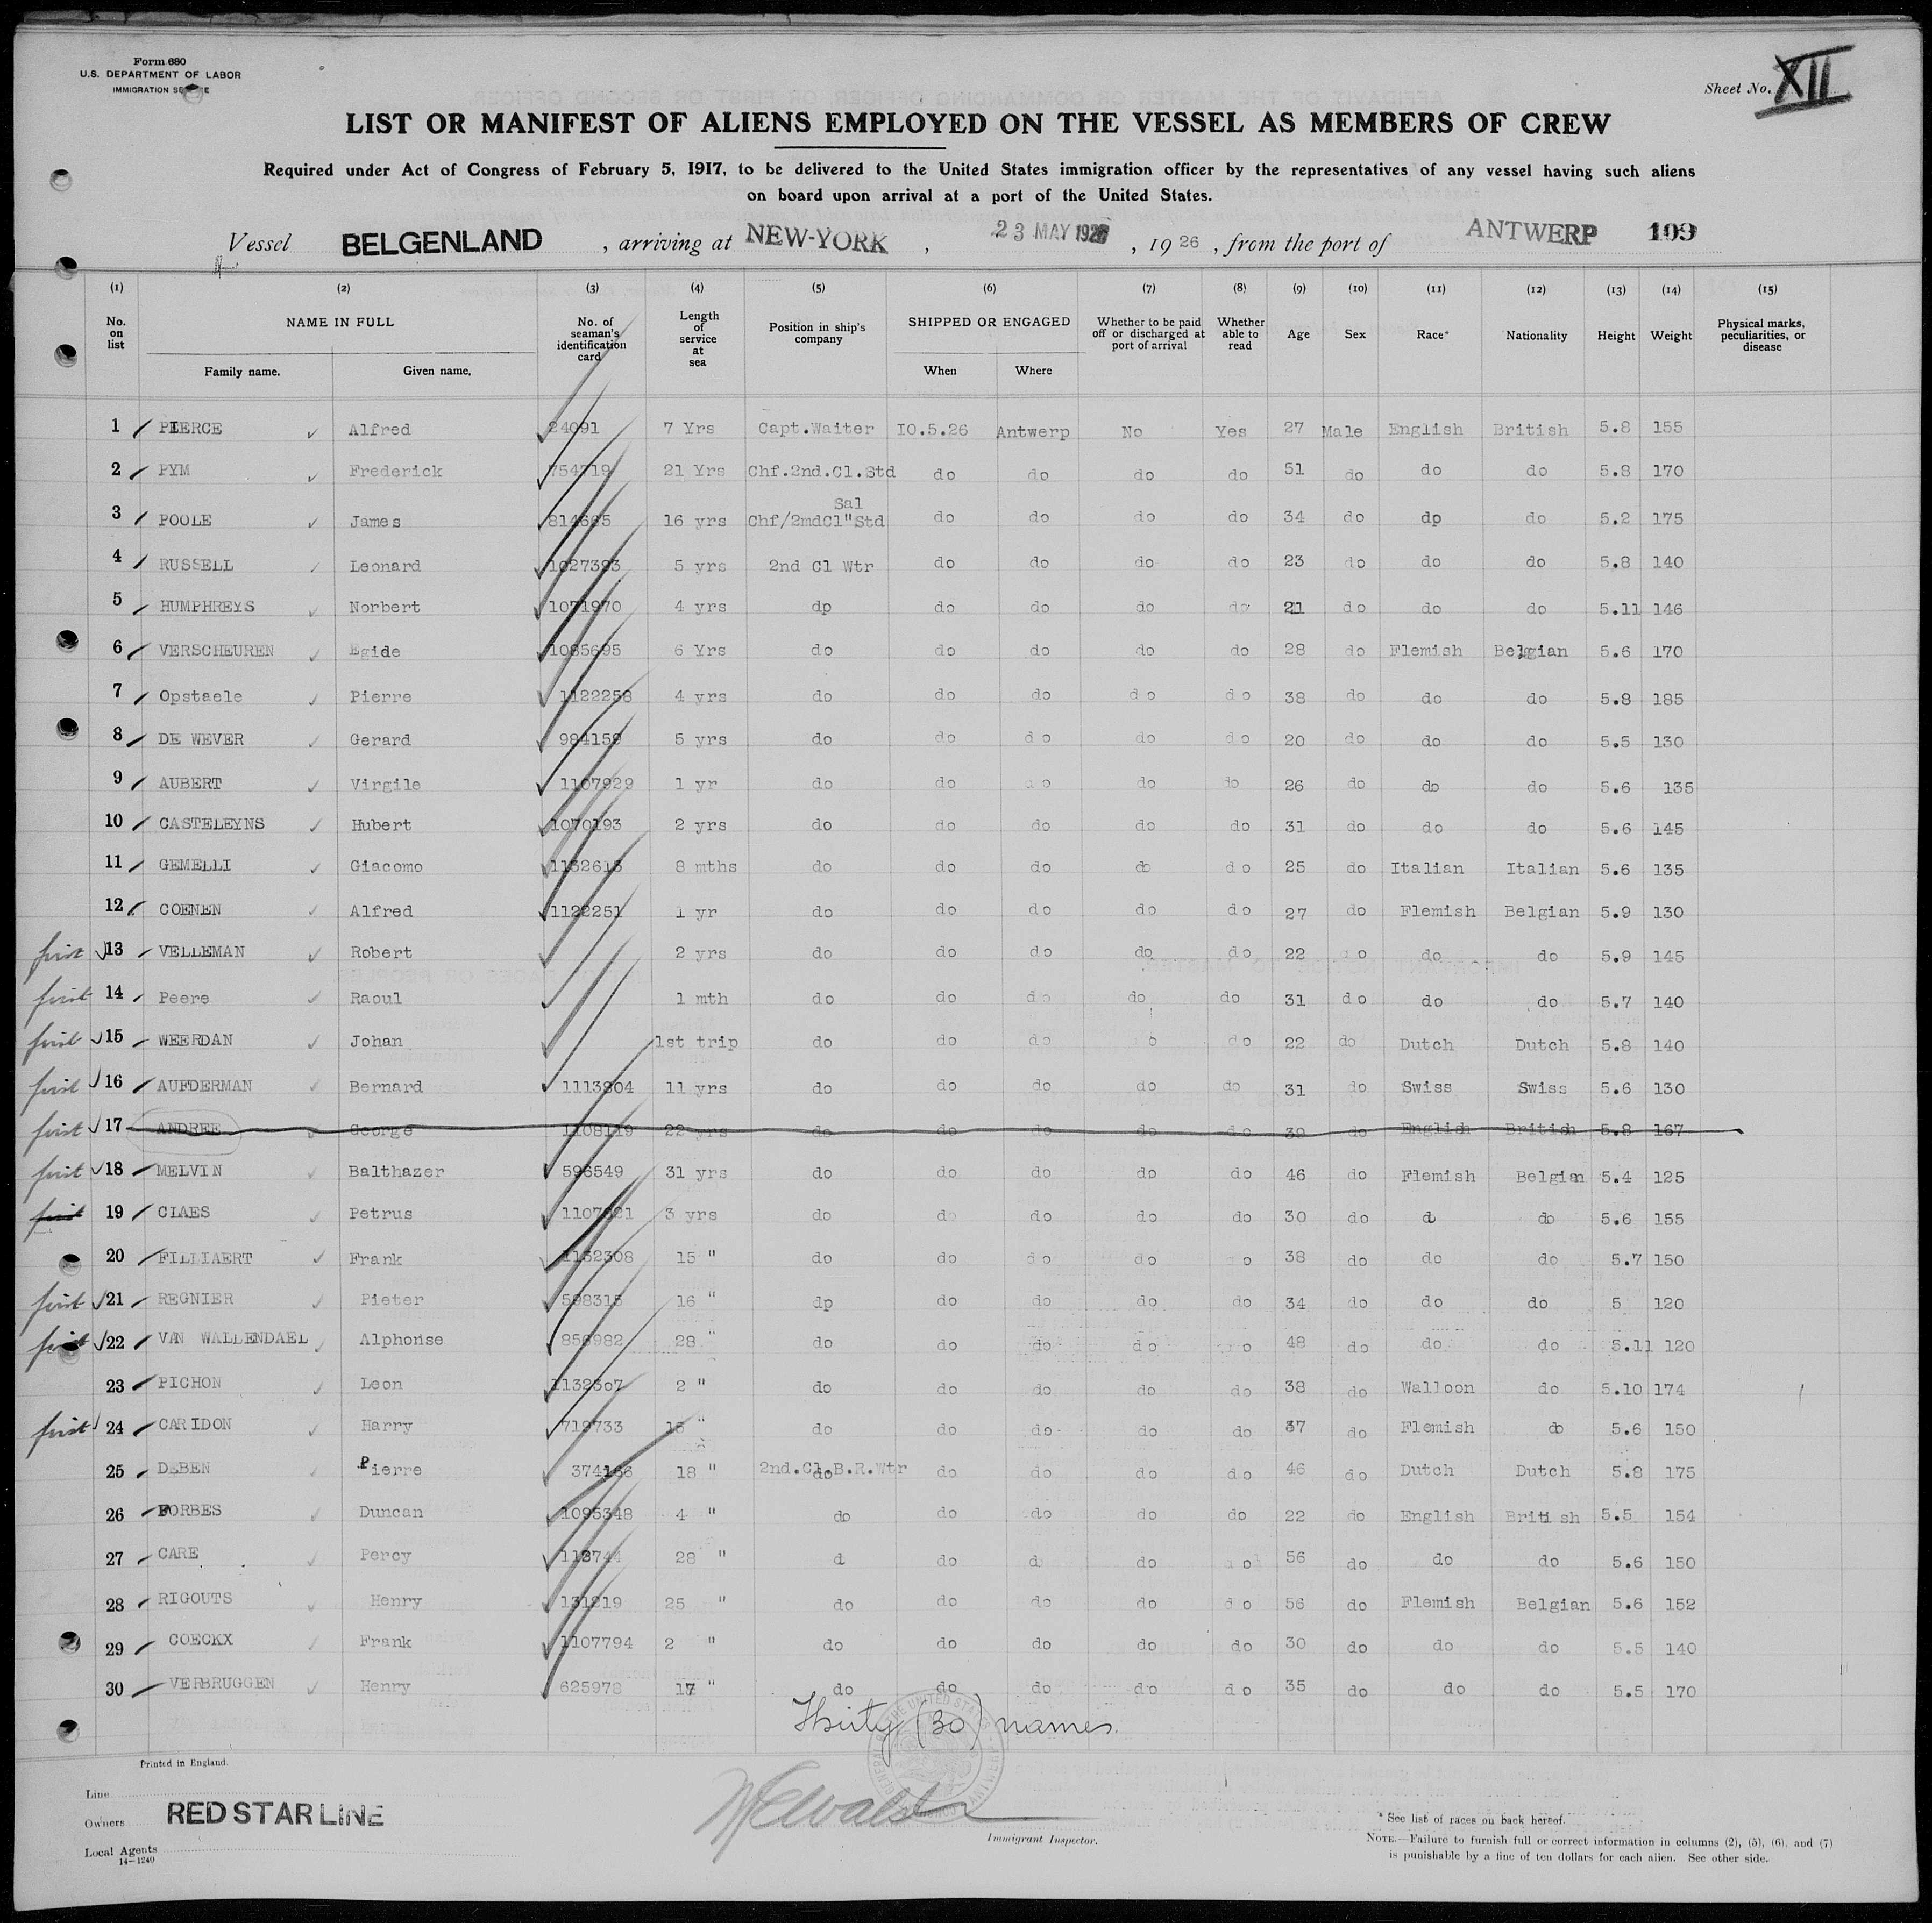 Form 680
U.S. DEPARTMENT OF LABOR
IMMIGRATION
Sheet No. XII
LIST OR MANIFEST OF ALIENS EMPLOYED ON THE VESSEL AS MEMBERS OF CREW
Required under Act of Congress of February 5, 1917, to be delivered to the United States immigration officer by the representatives of any vessel having such aliens
on board upon arrival at a port of the United States.
Vessel BELGENLAND , arriving at NEW-YORK , 23 MAY 1926 , 1926 , from the port of ANTWERP 109
(1) (2) (3) (4) (5) (6) (7) (8) (9) (10) (11) (12) (13) (14) (15)
No. on list NAME IN FULL Family name. Given name. No. of seaman's identification card Length of service at sea Position in ship's company SHIPPED OR ENGAGED When Where Whether to be paid off or discharged at port of arrival Whether able to read Age Sex Race* Nationality Height Weight Physical marks, peculiarities, or disease
1 PIERCE Alfred 24091 7 Yrs Capt.Waiter IO.5.26 Antwerp No Yes 27 Male English British 5.8 155
2 PYM Frederick 754719 21 Yrs Chf.2nd.Cl.Std do do do do 51 do do do 5.8 170
3 POOLE James 16 yrs Chf/2mdCl"Std Sal do do do do 34 do dp do 5.2 175
4 RUSSELL Leonard 1027393 5 yrs 2nd Cl Wtr do do do do 23 do do do 5.8 140
5 HUMPHREYS Norbert 1071970 4 yrs dp do do do do 21 do do do 5.11 146
6 VERSCHEUREN Egide 1085695 6 Yrs do do do do do 28 do Flemish Belgian 5.6 170
7 Opstaele Pierre 1122258 4 yrs do do do do do 38 do do do 5.8 185
8 DE WEVER Gerard 984159 5 yrs do do do do do 20 do do do 5.5 130
9 AUBERT Virgile 1107929 1 yr do do do do do 26 do do do 5.6 135
10 CASTELEYNS Hubert 1070193 2 yrs do do do do do 31 do do do 5.6 145
11 GEMELLI Giacomo 8 mths do do do do do 25 do Italian Italian 5.6 135
12 COENEN Alfred 1122251 1 yr do do do do do 27 do Flemish Belgian 5.9 130
first 13 VELLEMAN Robert 2 yrs do do do do do 22 do do do 5.9 145
first 14 Peere Raoul 1 mth do do do do do 31 do do do 5.7 140
first 15 WEERDAN Johan 1st trip do do do o do 22 do Dutch Dutch 5.8 140
first 16 AUFDERMAN Bernard 1113804 11 yrs do do do do do 31 do Swiss Swiss 5.6 130
first 17 ANDREE George 1108119 22 yrs do do do do do 39 do English British 5.8 167
first 18 MELVIN Balthazer 596549 31 yrs do do do do do 46 do Flemish Belgian 5.4 125
first 19 CLAES Petrus 3 yrs do do do do do 30 do d do 5.6 155
20 FILLIAERT Frank 1132308 15 " do do do do o 38 do do do 5.7 150
first 21 REGNIER Pieter 598315 16 " dp do do do do 34 do do do 5 120
first 22 VAN WALLENDAEL Alphonse 856982 28 " do do do do o 48 do do do 5.11 120
23 PICHON Leon 1132307 2 " do do do do do 38 do Walloon do 5.10 174
first 24 CARIDON Harry 719733 " do do do do do 37 do Flemish do 5.6 150
25 DEBEN Pierre 374166 18 " 2nd.Cl.B.R.Wtr do do do do 46 do Dutch Dutch 5.8 175
26 FORBES Duncan 1095348 4 " do do do do do 22 do English British 5.5 154
27 CARE Percy 28 " d do d do do 56 do do do 5.6 150
28 RIGOUTS Henry 131219 25 " do do do do do 56 do Flemish Belgian 5.6 152
29 COECKX Frank 1107794 2 " do do do do do 30 do do do 5.5 140
30 VERBRUGGEN Henry 625978 17 " do do do do do 35 do do do 5.5 170
Thirty (30) names.
Printed in England.
Line
Owners RED STAR LINE
Local Agents
14-1240
Immigrant Inspector.
* See list of races on back hereof.
NOTE.—Failure to furnish full or correct information in columns (2), (5), (6), and (7)
is punishable by a fine of ten dollars for each alien. See other side.